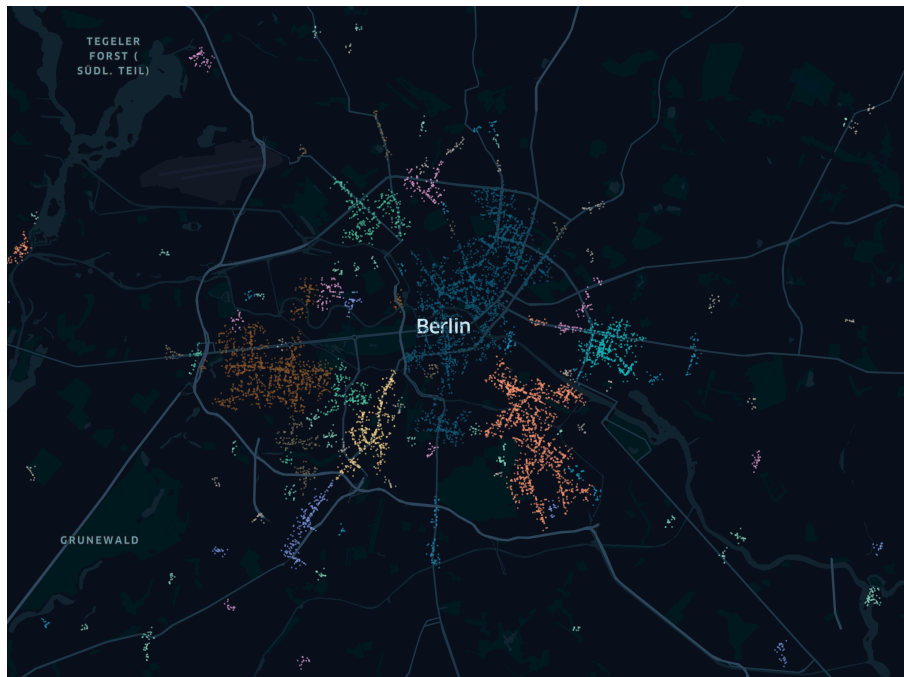 TEGELER
FORST (
SÜDL. TEIL)
Berlin
GRUNEWALD